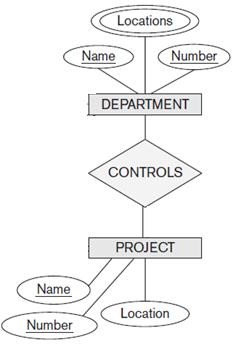 Locations
Name
Number
DEPARTMENT
CONTROLS
PROJECT
Name
Number
Location